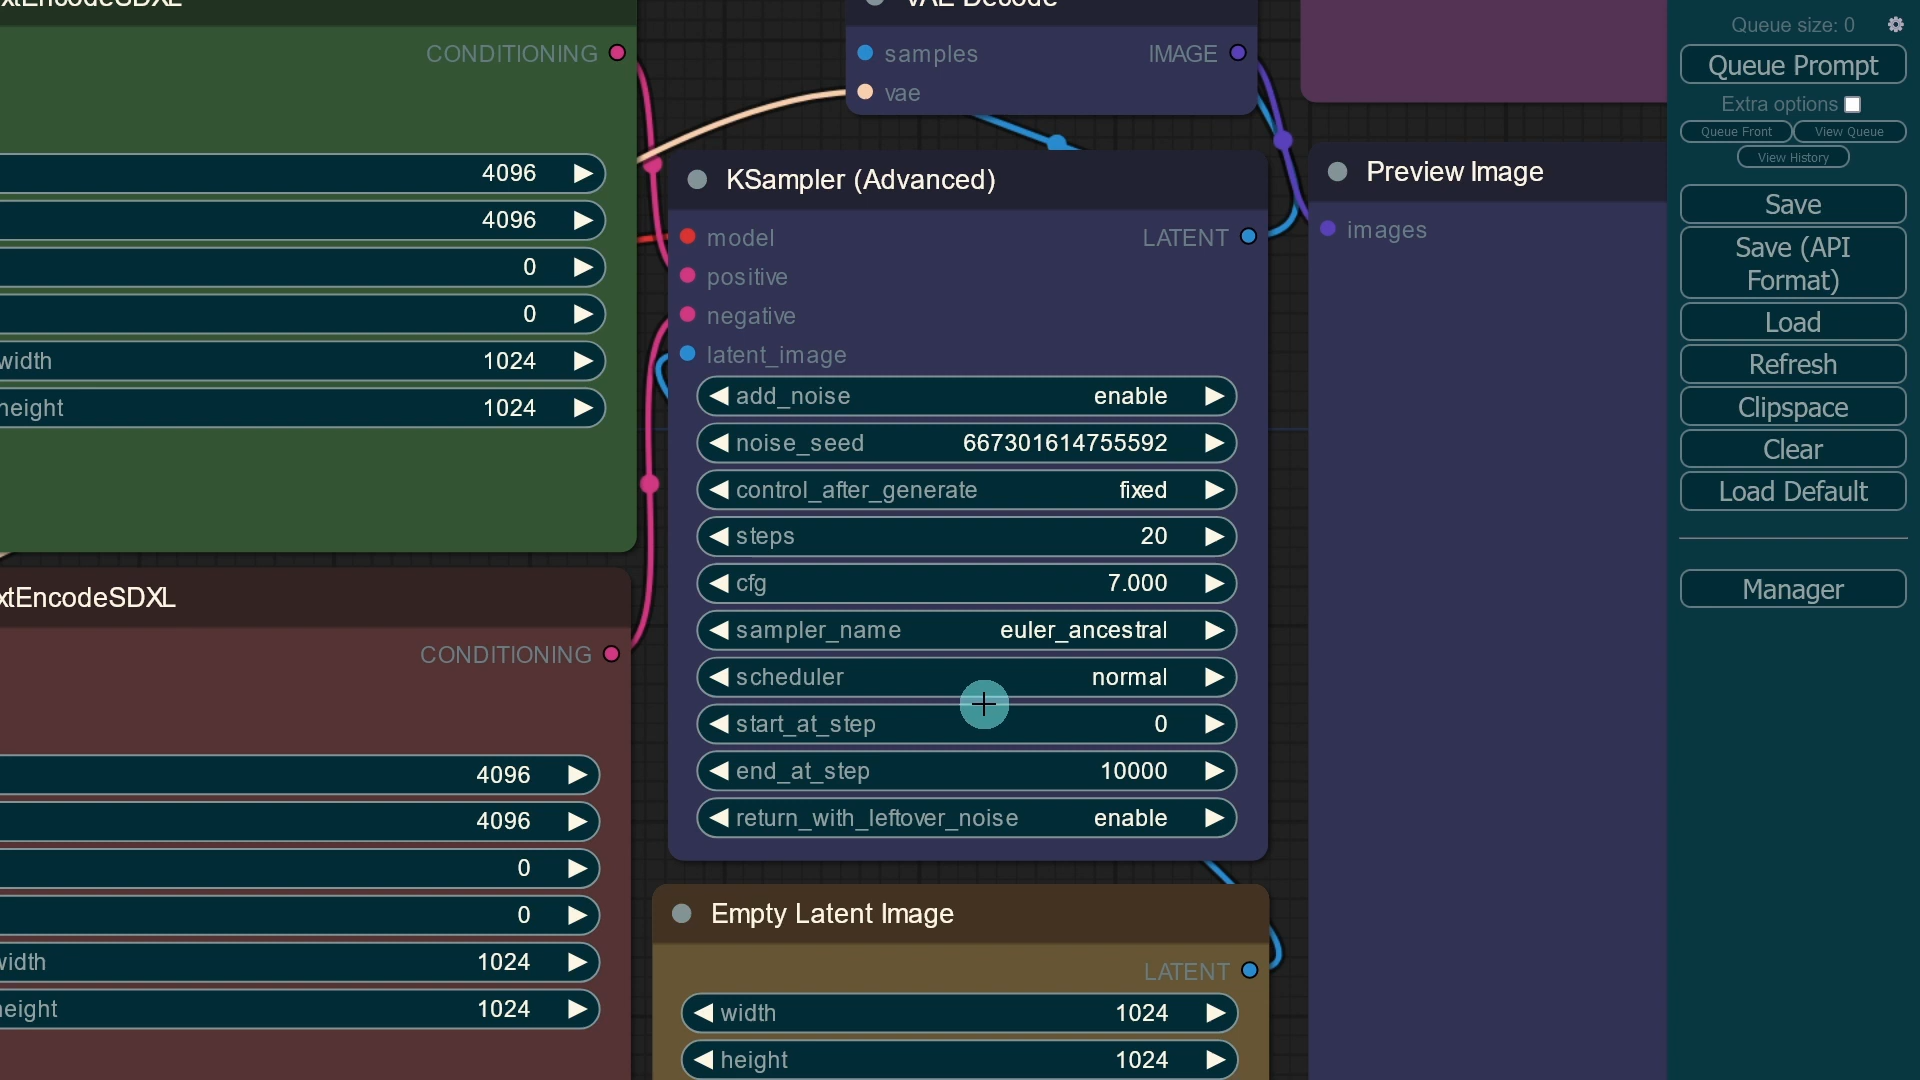 xtEncodeSDXL
CONDITIONING
4096
4096
0
0
width 1024
height 1024
xtEncodeSDXL
CONDITIONING
4096
4096
0
0
width 1024
height 1024
VAE Decode
samples IMAGE
vae
KSampler (Advanced)
model LATENT
positive
negative
latent_image
add_noise enable
noise_seed 667301614755592
control_after_generate fixed
steps 20
cfg 7.000
sampler_name euler_ancestral
scheduler normal
start_at_step 0
end_at_step 10000
return_with_leftover_noise enable
Empty Latent Image
LATENT
width 1024
height 1024
Preview Image
images
Queue size: 0
Queue Prompt
Extra options
Queue Front View Queue
View History
Save
Save (API
Format)
Load
Refresh
Clipspace
Clear
Load Default
Manager